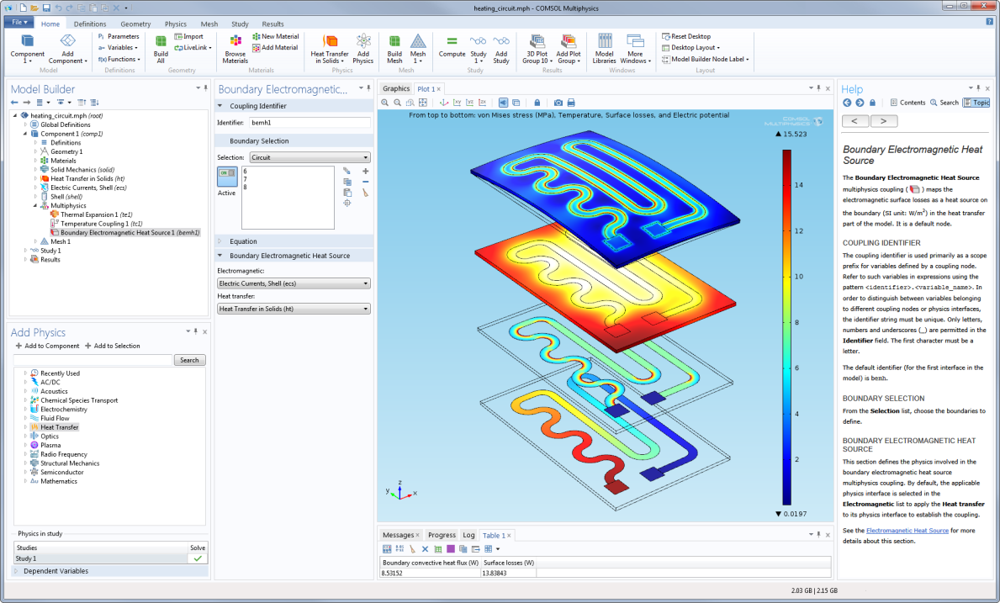 heating_circuit.mph - COMSOL Multiphysics
File
Home
Definitions
Geometry
Physics
Mesh
Study
Results
Component
1
Add
Component
Model
Pi Parameters
a= Variables
f(x) Functions
Definitions
Build
All
Import
LiveLink
Geometry
Browse
Materials
New Material
Add Material
Materials
Heat Transfer
in Solids
Add
Physics
Physics
Build
Mesh
Mesh
1
Mesh
Compute
Study
1
Add
Study
Study
3D Plot
Group 10
Add Plot
Group
Results
Model
Libraries
More
Windows
Windows
Reset Desktop
Desktop Layout
Model Builder Node Label
Layout
Model Builder
heating_circuit.mph (root)
Global Definitions
Component 1 (comp1)
Definitions
Geometry 1
Materials
Solid Mechanics (solid)
Heat Transfer in Solids (ht)
Electric Currents, Shell (ecs)
Shell (shell)
Multiphysics
Thermal Expansion 1 (te1)
Temperature Coupling 1 (tc1)
Boundary Electromagnetic Heat Source 1 (bemh1)
Mesh 1
Study 1
Results
Add Physics
Add to Component
Add to Selection
Search
Recently Used
AC/DC
Acoustics
Chemical Species Transport
Electrochemistry
Fluid Flow
Heat Transfer
Optics
Plasma
Radio Frequency
Structural Mechanics
Semiconductor
Δu Mathematics
Physics in study
Studies
Solve
Study 1
Dependent Variables
Boundary Electromagnetic...
Coupling Identifier
Identifier: bemh1
Boundary Selection
Selection: Circuit
ON
Active
6
7
8
Equation
Boundary Electromagnetic Heat Source
Electromagnetic:
Electric Currents, Shell (ecs)
Heat transfer:
Heat Transfer in Solids (ht)
Graphics
Plot 1
From top to bottom: von Mises stress (MPa), Temperature, Surface losses, and Electric potential
COMSOL
MULTIPHYSICS
▲ 15.523
14
12
10
8
6
4
2
▼ 0.0197
z
y
x
Messages
Progress
Log
Table 1
Boundary convective heat flux (W)
Surface losses (W)
8.53152
13.83843
Help
Contents
Search
Topic
<
>
Boundary Electromagnetic Heat
Source
The Boundary Electromagnetic Heat Source
multiphysics coupling ( ) maps the
electromagnetic surface losses as a heat source on
the boundary (SI unit: W/m²) in the heat transfer
part of the model. It is a default node.
COUPLING IDENTIFIER
The coupling identifier is used primarily as a scope
prefix for variables defined by a coupling node.
Refer to such variables in expressions using the
pattern <identifier>.<variable_name>. In
order to distinguish between variables belonging
to different coupling nodes or physics interfaces,
the identifier string must be unique. Only letters,
numbers and underscores (_) are permitted in the
Identifier field. The first character must be a
letter.
The default identifier (for the first interface in the
model) is bemh.
BOUNDARY SELECTION
From the Selection list, choose the boundaries to
define.
BOUNDARY ELECTROMAGNETIC HEAT
SOURCE
This section defines the physics involved in the
boundary electromagnetic heat source
multiphysics coupling. By default, the applicable
physics interface is selected in the
Electromagnetic list to apply the Heat transfer
to its physics interface to establish the coupling.
See the Electromagnetic Heat Source for more
details about this section.
2.03 GB | 2.15 GB